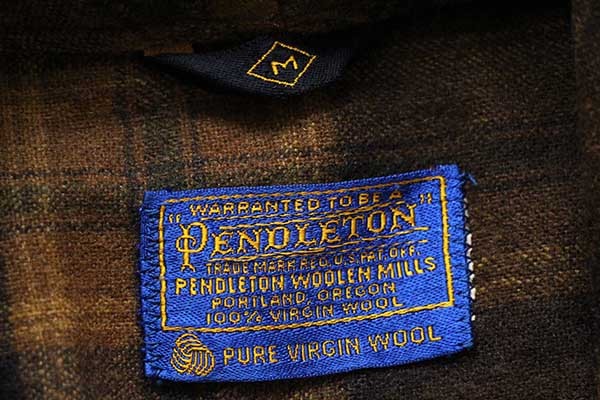 M
"WARRANTED TO BE A
PENDLETON"
TRADE MARK REG. U.S. PAT. OFF.
PENDLETON WOOLEN MILLS
PORTLAND, OREGON
100% VIRGIN WOOL
PURE VIRGIN WOOL